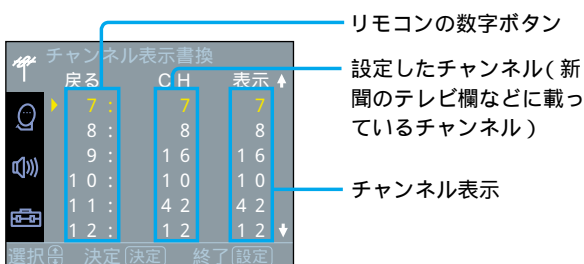 チャンネル表示書換
戻る CH 表示
7: 7 7
8: 8 8
9: 16 16
10: 10 10
11: 42 42
12: 12 12
選択 決定 決定 終了 設定
リモコンの数字ボタン
設定したチャンネル(新
聞のテレビ欄などに載っ
ているチャンネル)
チャンネル表示